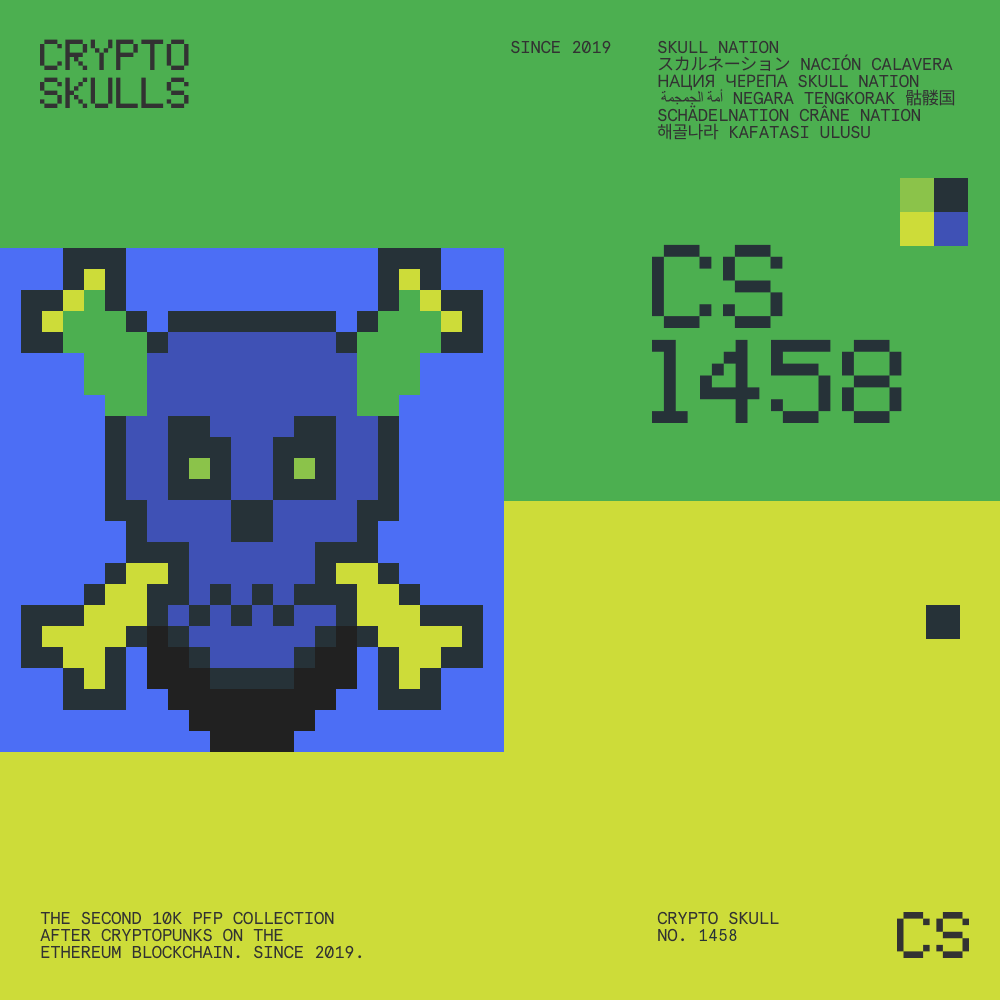 CRYPTO
SKULLS
SINCE 2019
SKULL NATION
スカルネーション NACIÓN CALAVERA
НАЦИЯ ЧЕРЕПА SKULL NATION
أمة الجمجمة NEGARA TENGKORAK 骷髅国
SCHÄDELNATION CRÂNE NATION
해골나라 KAFATASI ULUSU
CS
1458
THE SECOND 10K PFP COLLECTION
AFTER CRYPTOPUNKS ON THE
ETHEREUM BLOCKCHAIN. SINCE 2019.
CRYPTO SKULL
NO. 1458
CS